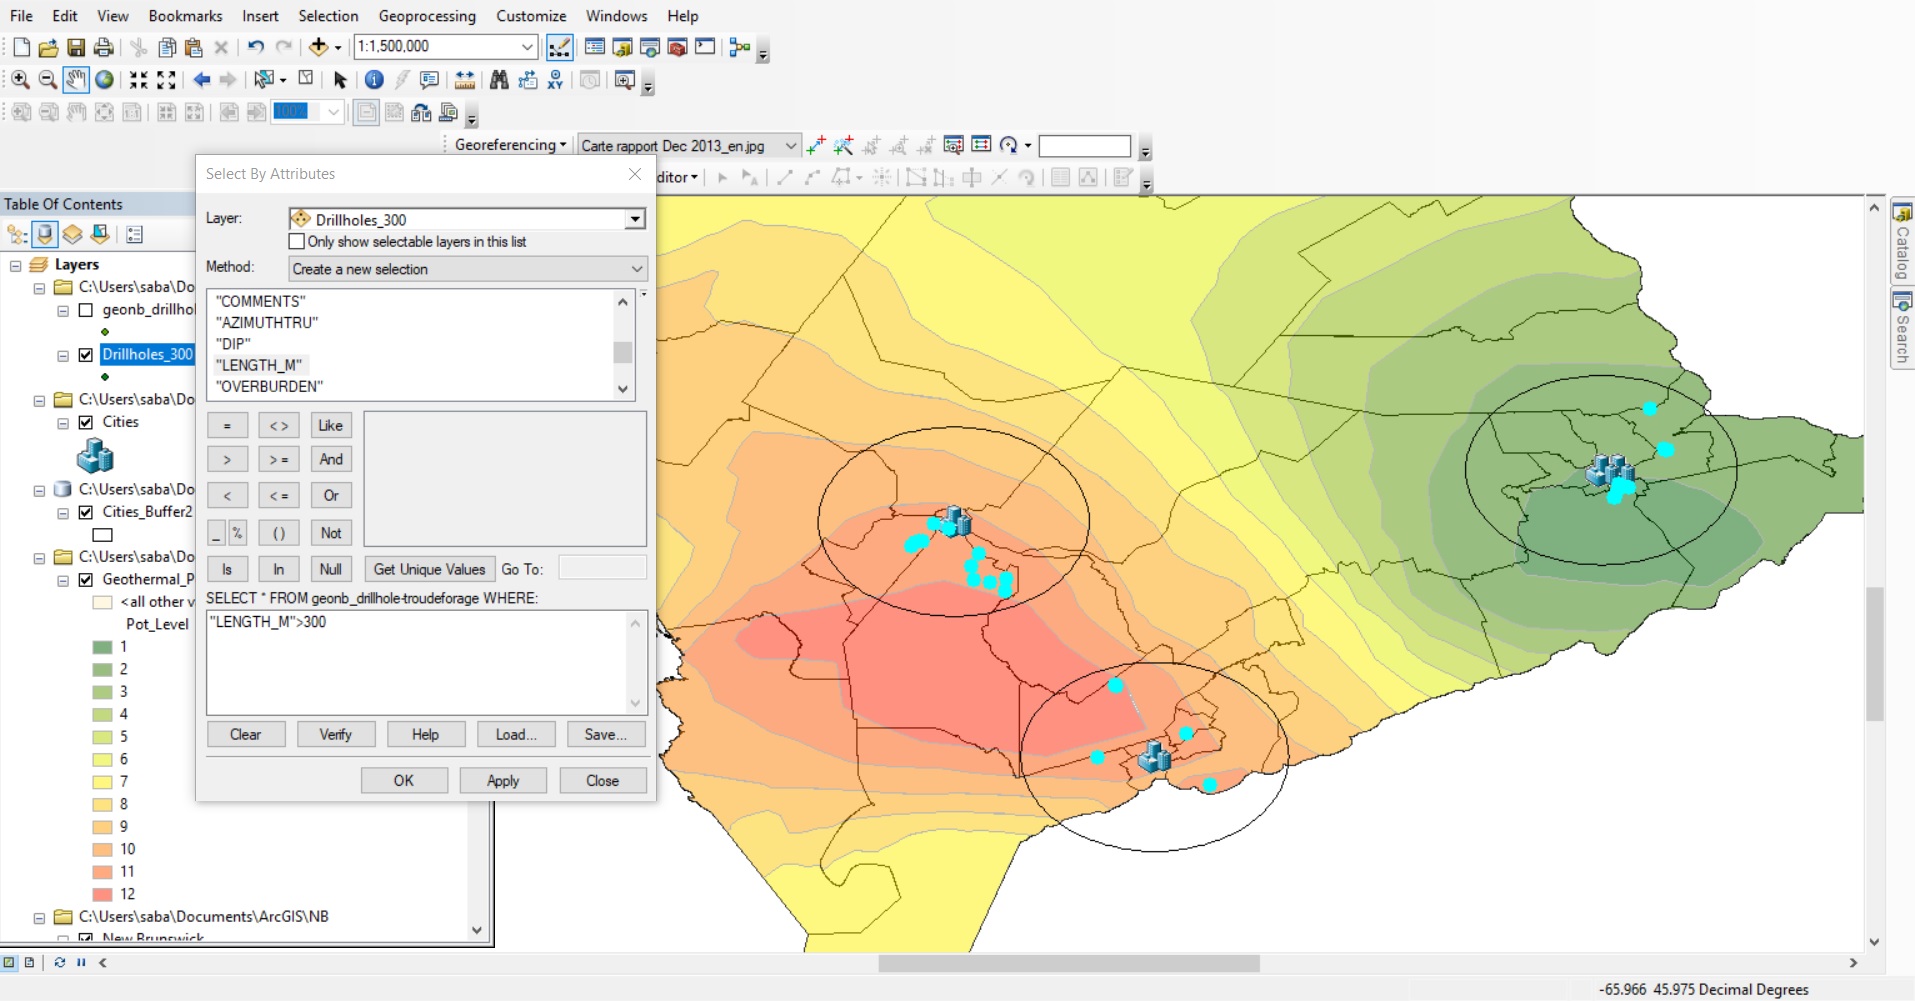 File Edit View Bookmarks Insert Selection Geoprocessing Customize Windows Help
1:1,500,000
XY
100%
Georeferencing Carte rapport Dec 2013_en.jpg
ditor
Select By Attributes
Layer: Drillholes_300
Only show selectable layers in this list
Method: Create a new selection
"COMMENTS"
"AZIMUTHTRU"
"DIP"
"LENGTH_M"
"OVERBURDEN"
= < > Like
> > = And
< < = Or
_ % ( ) Not
Is In Null Get Unique Values Go To:
SELECT * FROM geonb_drillhole-troudeforage WHERE:
"LENGTH_M">300
Clear Verify Help Load... Save...
OK Apply Close
Table Of Contents
Layers
C:\Users\saba\Do
geonb_drillhol
Drillholes_300
C:\Users\saba\Do
Cities
C:\Users\saba\Do
Cities_Buffer2
C:\Users\saba\Do
Geothermal_P
<all other v
Pot_Level
1
2
3
4
5
6
7
8
9
10
11
12
C:\Users\saba\Documents\ArcGIS\NB
New Brunswick
Catalog
Search
-65.966 45.975 Decimal Degrees